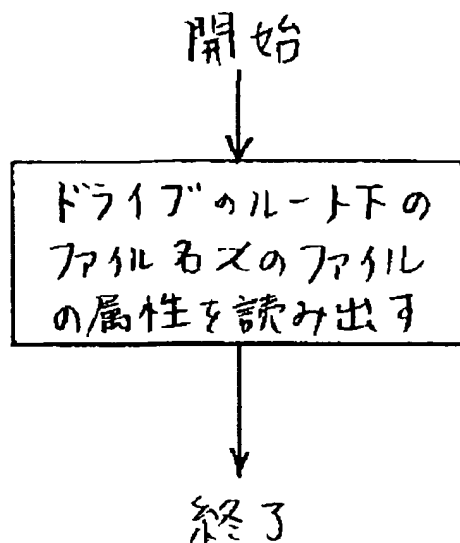 開始
ドライブのルート下の
ファイル名xのファイル
の属性を読み出す
終了